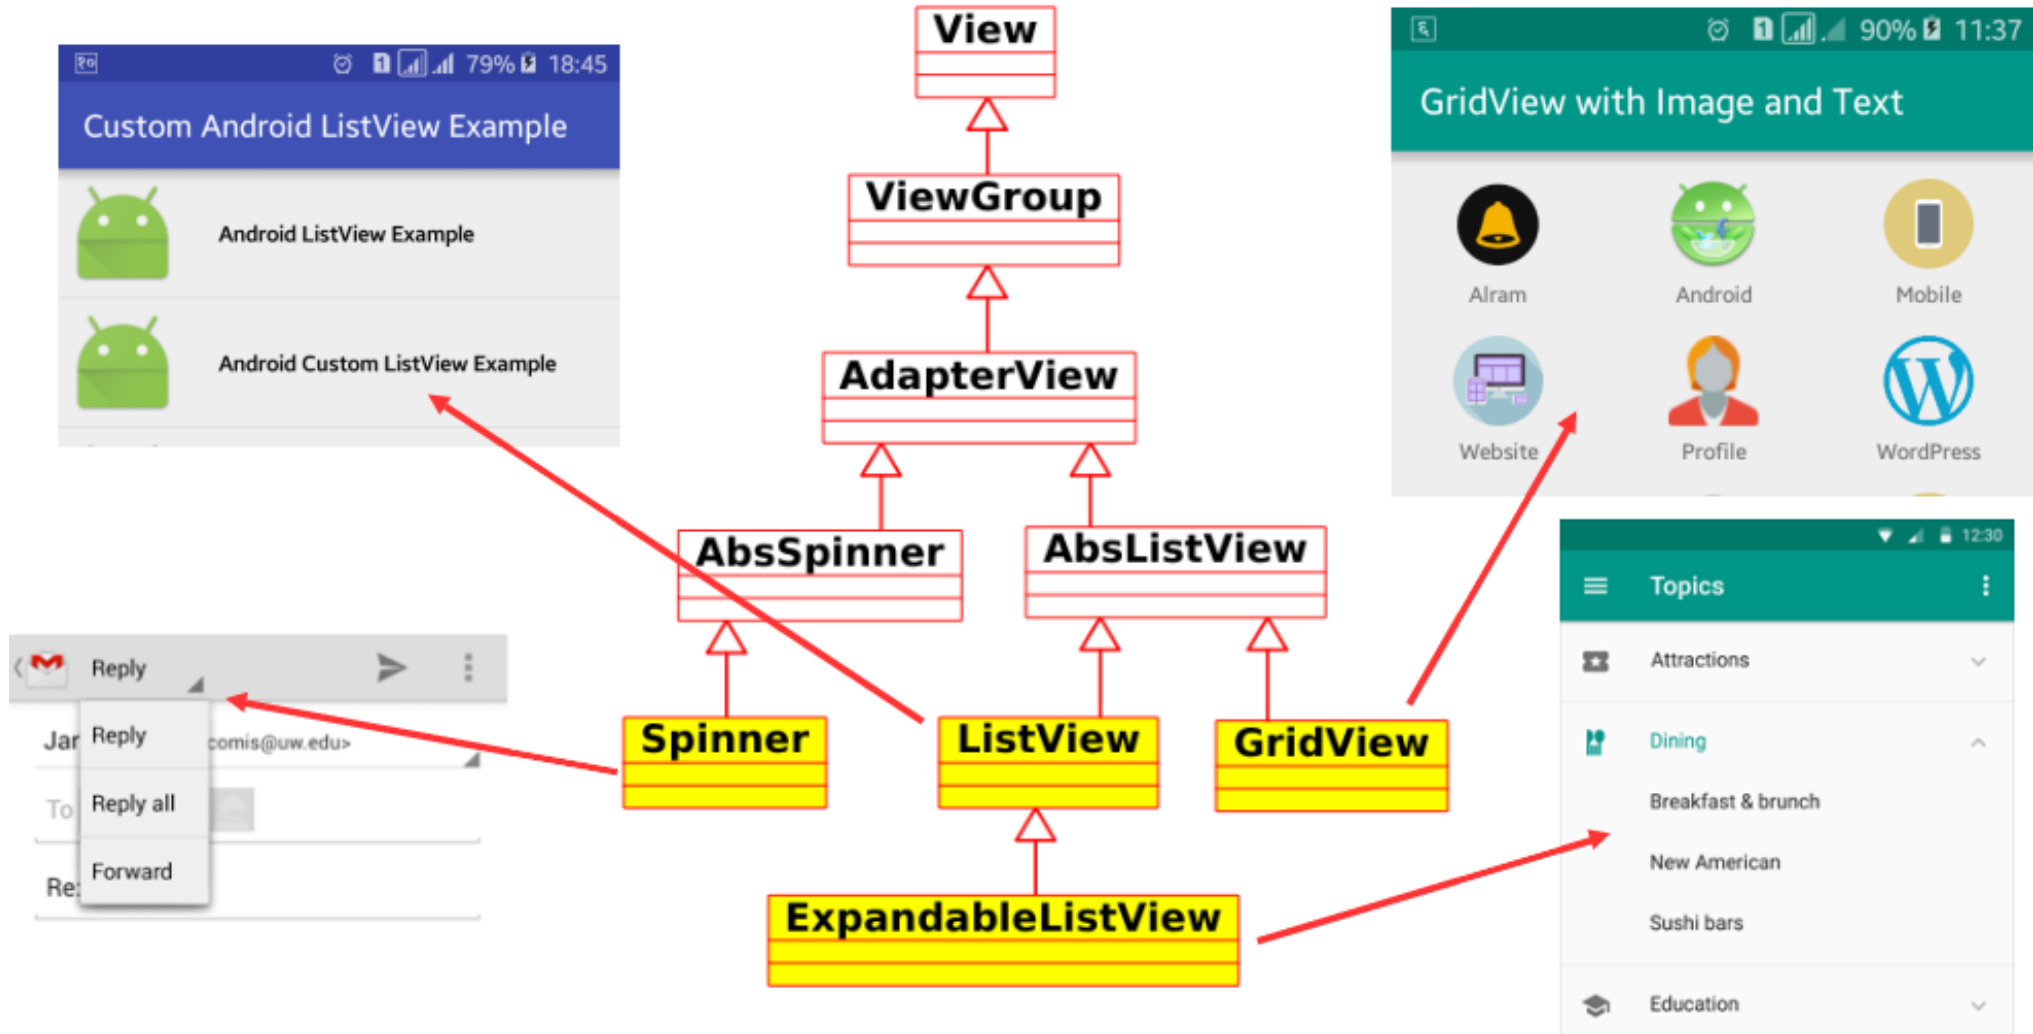 View
ViewGroup
AdapterView
AbsSpinner
AbsListView
Spinner
ListView
GridView
ExpandableListView
१० 1 79% 18:45
Custom Android ListView Example
Android ListView Example
Android Custom ListView Example
Reply
Jar
comis@uw.edu>
Reply
To
Reply all
Re:
Forward
1 90% 11:37
GridView with Image and Text
Alram Android Mobile
Website Profile WordPress
12:30
Topics
Attractions
Dining
Breakfast & brunch
New American
Sushi bars
Education